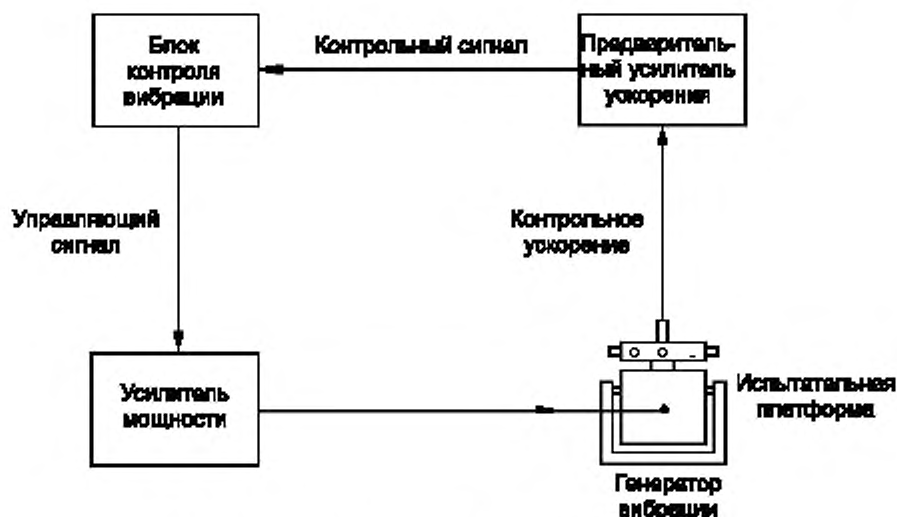 Блок
контроля
вибрации
Контрольный сигнал
Предваритель-
ный усилитель
ускорения
Управляющий
сигнал
Контрольное
ускорение
Усилитель
мощности
Испытательная
платформа
Генератор
вибрации